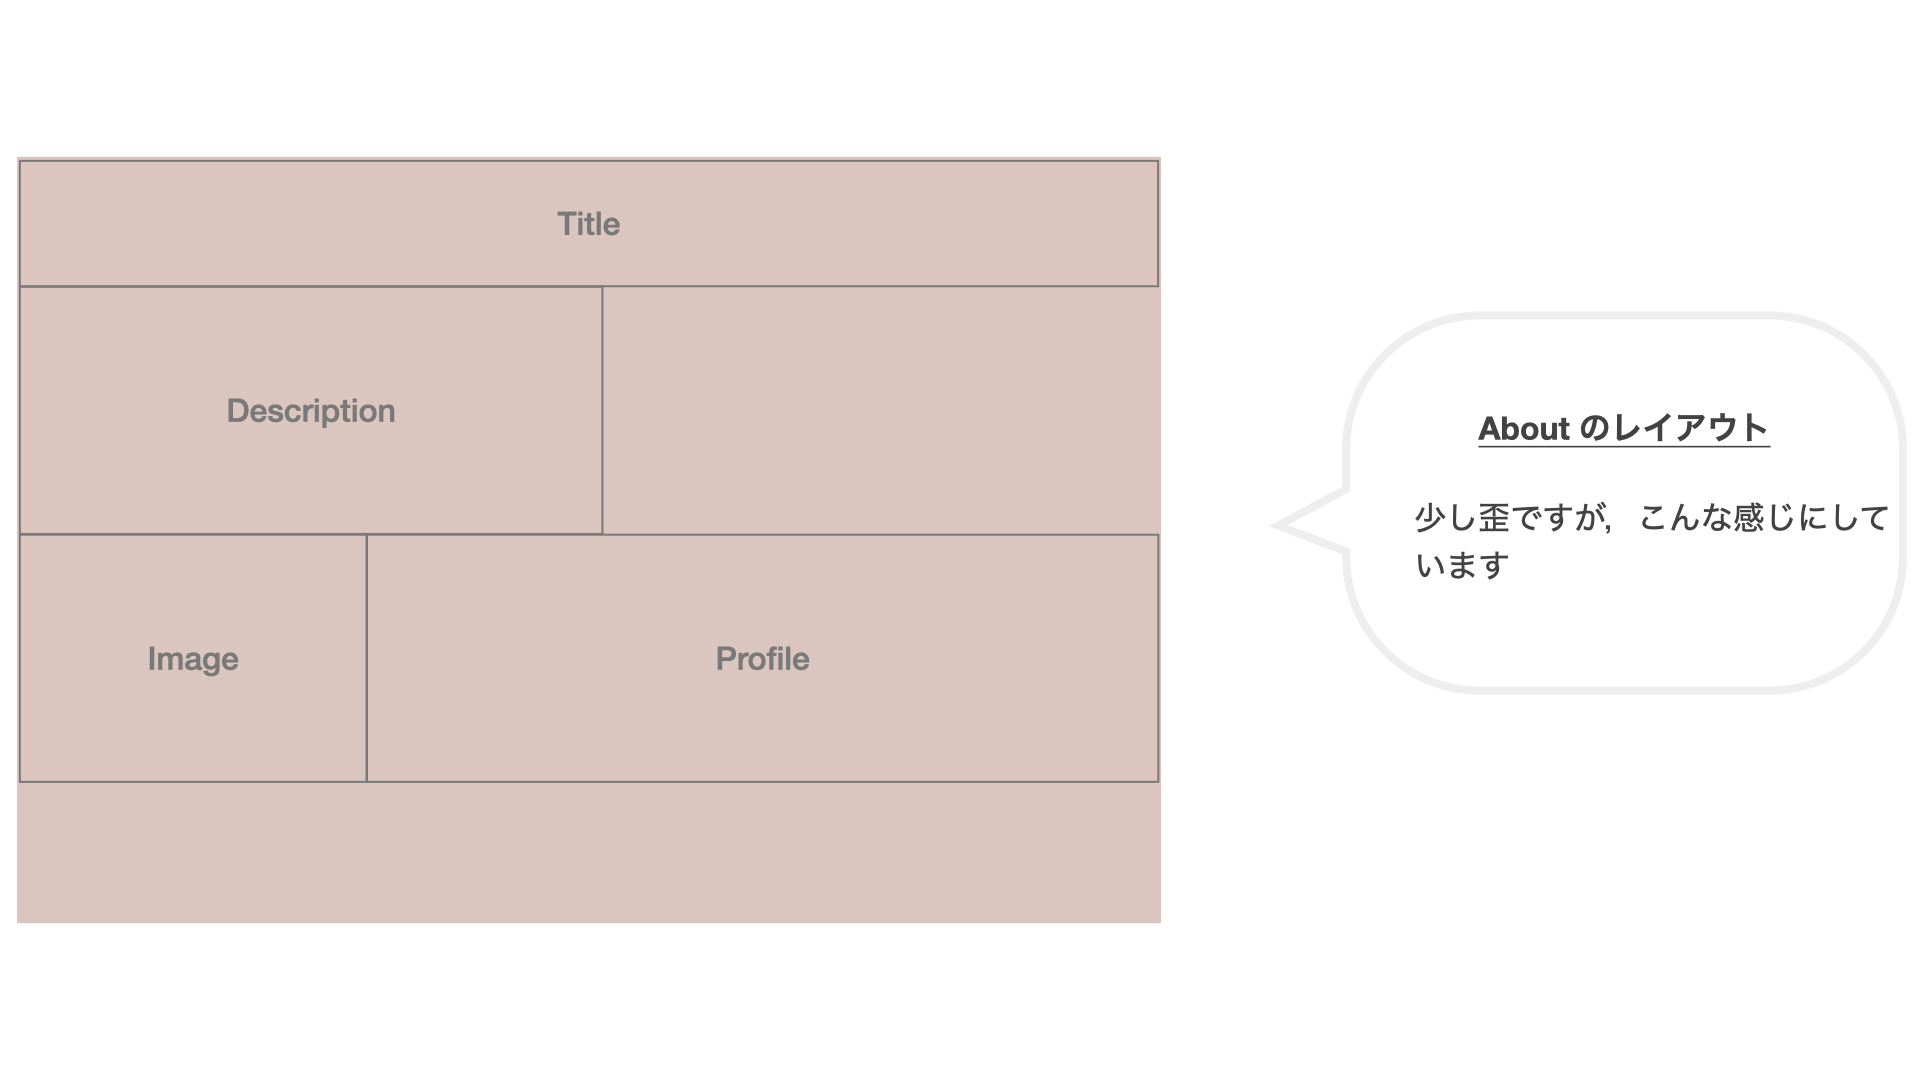 Title
Description
Image
Profile
About のレイアウト
少し歪ですが，こんな感じにして
います